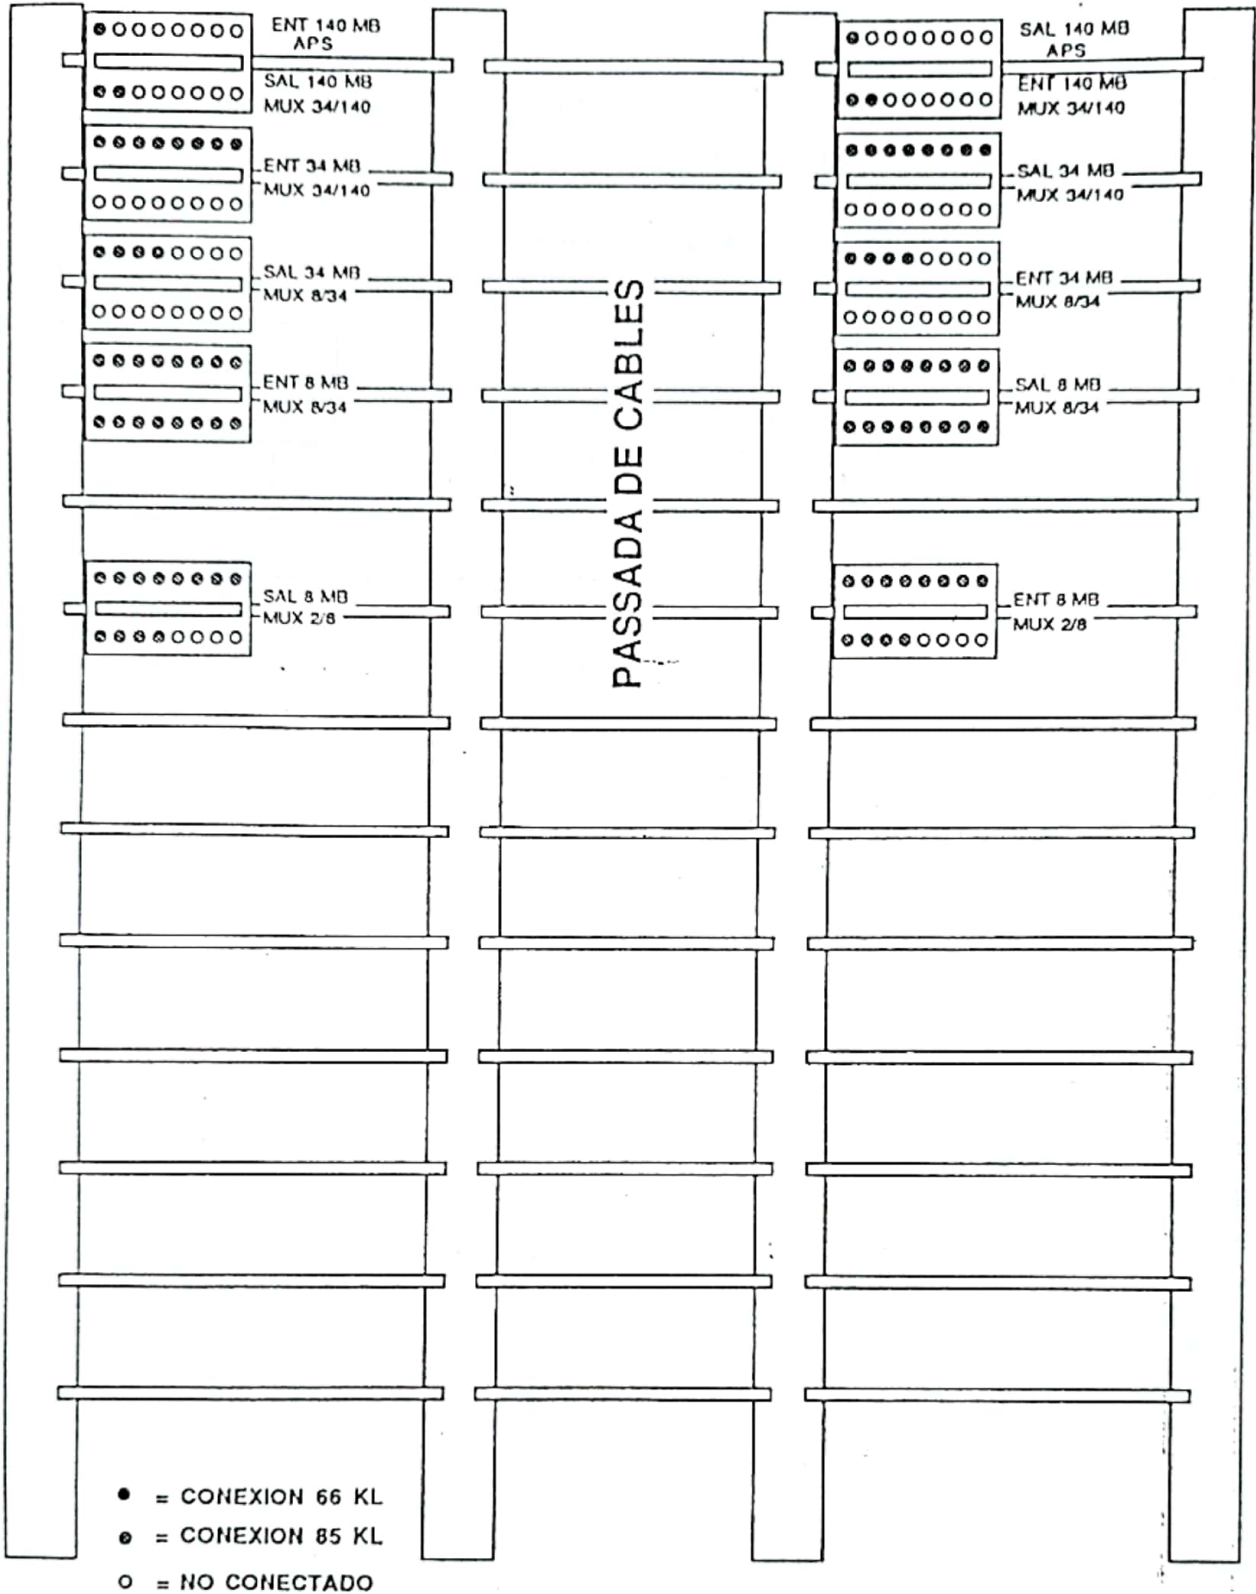 ENT 140 MB
APS
SAL 140 MB
MUX 34/140
ENT 34 MB
MUX 34/140
SAL 34 MB
MUX 8/34
ENT 8 MB
MUX 8/34
SAL 8 MB
MUX 2/8
PASSADA DE CABLES
SAL 140 MB
APS
ENT 140 MB
MUX 34/140
SAL 34 MB
MUX 34/140
ENT 34 MB
MUX 8/34
SAL 8 MB
MUX 8/34
ENT 8 MB
MUX 2/8
= CONEXION 66 KL
= CONEXION 85 KL
= NO CONECTADO